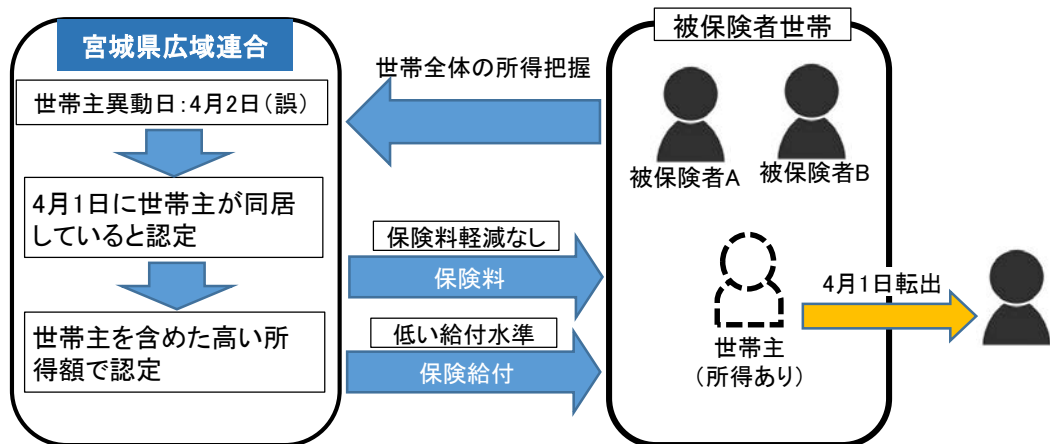 宮城県広域連合
世帯主異動日:4月2日(誤)
4月1日に世帯主が同居
していると認定
世帯主を含めた高い所
得額で認定
世帯全体の所得把握
保険料軽減なし
保険料
低い給付水準
保険給付
被保険者世帯
被保険者A
被保険者B
世帯主
(所得あり)
4月1日転出